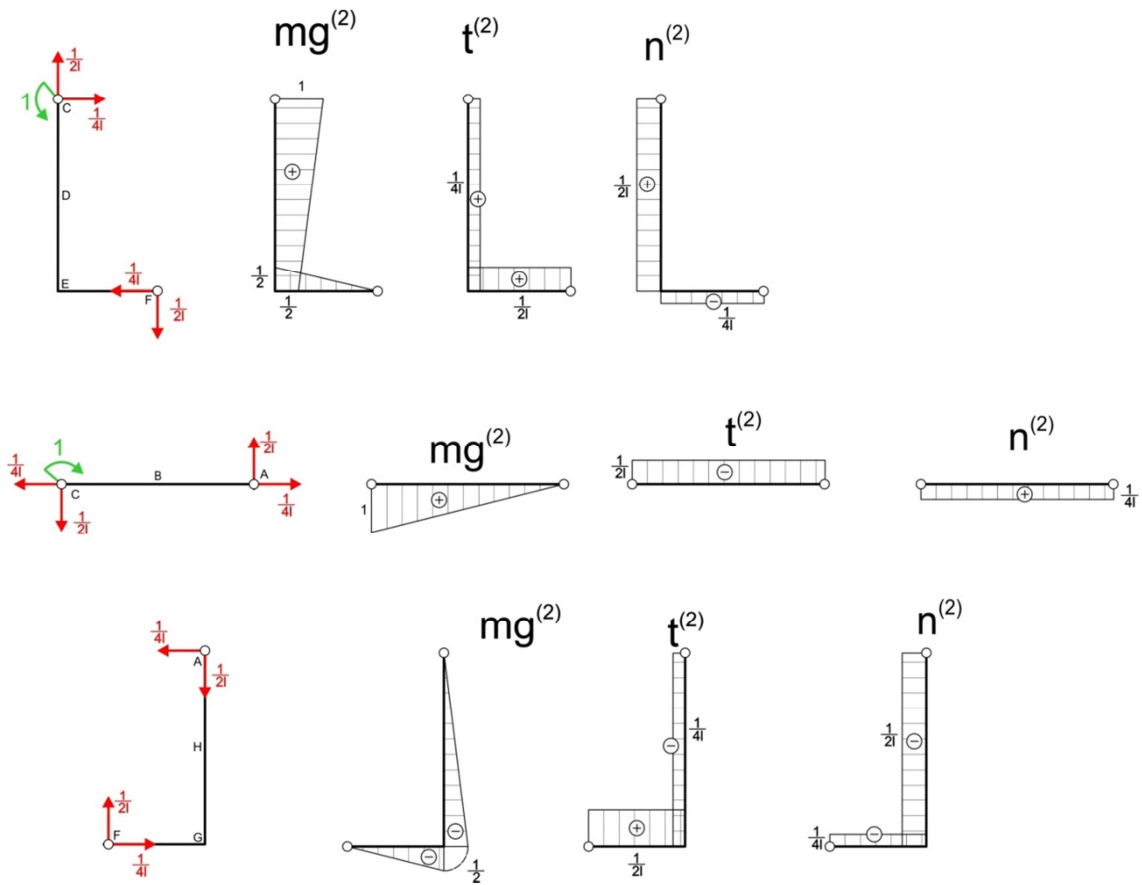 mg⁽²⁾ t⁽²⁾ n⁽²⁾
1/2l
1
C
1/4l
D
1/4l
E
F
1/2l
1
+
1/2
1/2
1/4l
+
+
1/2l
1/2l
+
−
1/4l
mg⁽²⁾ t⁽²⁾ n⁽²⁾
1/4l
1
B
1/2l
A
C
1/2l
1/4l
1
+
1/2l
−
+
1/4l
mg⁽²⁾ t⁽²⁾ n⁽²⁾
1/4l
A
1/2l
H
1/2l
F
G
1/4l
−
−
1/2
−
1/4l
+
1/2l
1/2l
−
1/4l
−